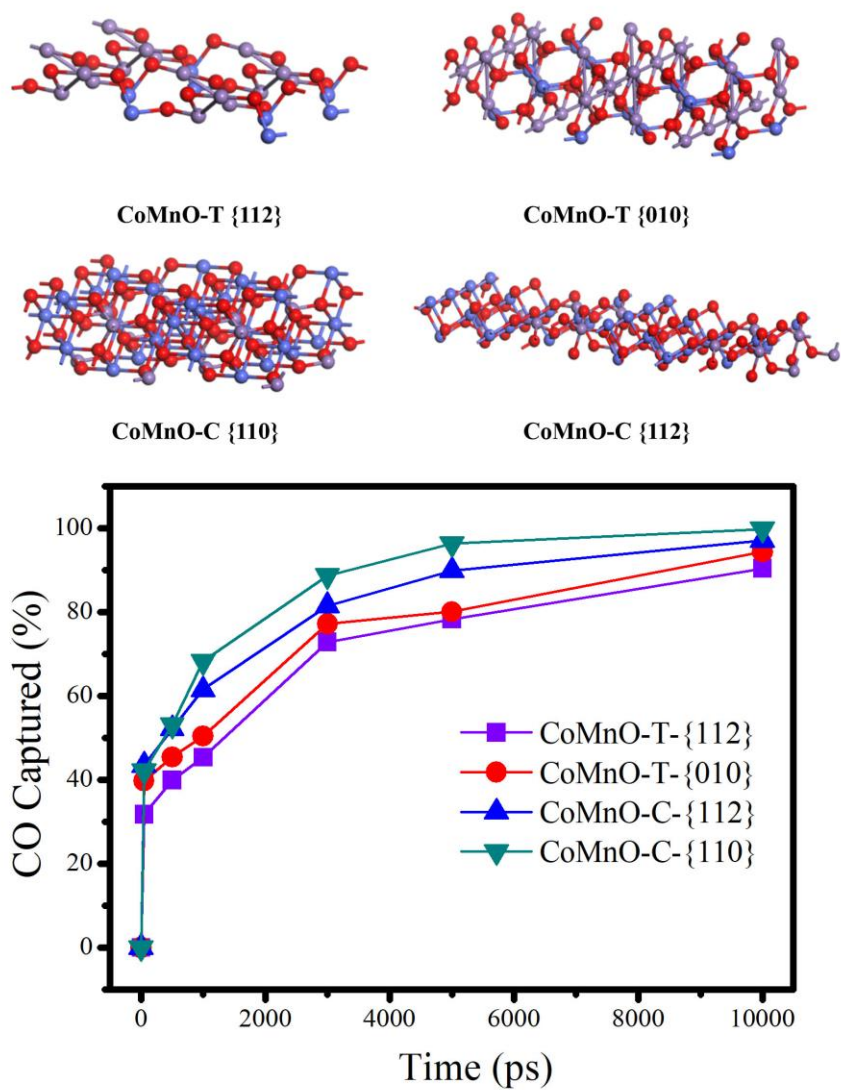 CoMnO-T {112}
CoMnO-T {010}
CoMnO-C {110}
CoMnO-C {112}
100
80
60
40
20
0
CO Captured (%)
CoMnO-T-{112}
CoMnO-T-{010}
CoMnO-C-{112}
CoMnO-C-{110}
0
2000
4000
6000
8000
10000
Time (ps)